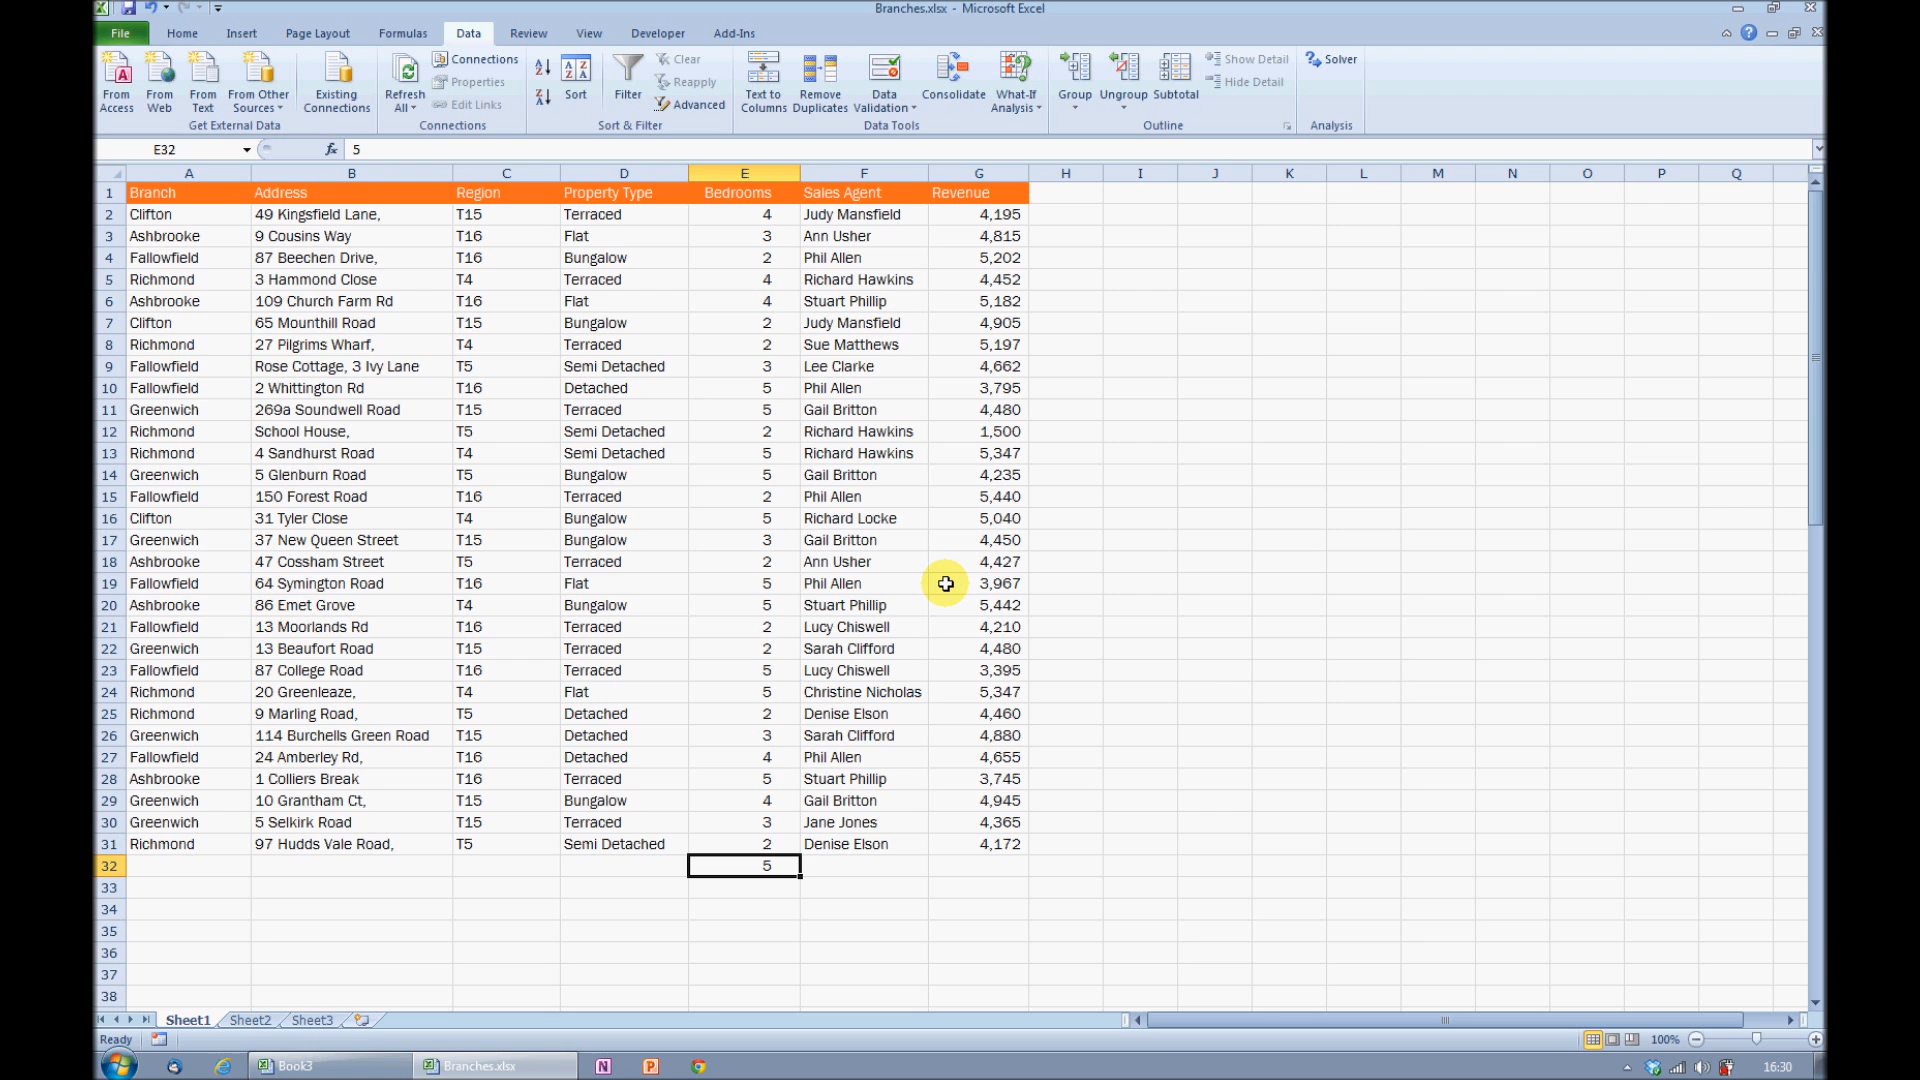 Branches.xlsx - Microsoft Excel
File Home Insert Page Layout Formulas Data Review View Developer Add-Ins
From Access
From Web
From Text
From Other Sources
Existing Connections
Get External Data
Refresh All
Connections
Properties
Edit Links
Connections
Sort
Filter
Clear
Reapply
Advanced
Sort & Filter
Text to Columns
Remove Duplicates
Data Validation
Consolidate
What-If Analysis
Data Tools
Group
Ungroup
Subtotal
Show Detail
Hide Detail
Outline
Solver
Analysis
E32 fx 5
A B C D E F G H I J K L M N O P Q
1 Branch Address Region Property Type Bedrooms Sales Agent Revenue
2 Clifton 49 Kingsfield Lane, T15 Terraced 4 Judy Mansfield 4,195
3 Ashbrooke 9 Cousins Way T16 Flat 3 Ann Usher 4,815
4 Fallowfield 87 Beechen Drive, T16 Bungalow 2 Phil Allen 5,202
5 Richmond 3 Hammond Close T4 Terraced 4 Richard Hawkins 4,452
6 Ashbrooke 109 Church Farm Rd T16 Flat 4 Stuart Phillip 5,182
7 Clifton 65 Mounthill Road T15 Bungalow 2 Judy Mansfield 4,905
8 Richmond 27 Pilgrims Wharf, T4 Terraced 2 Sue Matthews 5,197
9 Fallowfield Rose Cottage, 3 Ivy Lane T5 Semi Detached 3 Lee Clarke 4,662
10 Fallowfield 2 Whittington Rd T16 Detached 5 Phil Allen 3,795
11 Greenwich 269a Soundwell Road T15 Terraced 5 Gail Britton 4,480
12 Richmond School House, T5 Semi Detached 2 Richard Hawkins 1,500
13 Richmond 4 Sandhurst Road T4 Semi Detached 5 Richard Hawkins 5,347
14 Greenwich 5 Glenburn Road T5 Bungalow 5 Gail Britton 4,235
15 Fallowfield 150 Forest Road T16 Terraced 2 Phil Allen 5,440
16 Clifton 31 Tyler Close T4 Bungalow 5 Richard Locke 5,040
17 Greenwich 37 New Queen Street T15 Bungalow 3 Gail Britton 4,450
18 Ashbrooke 47 Cossham Street T5 Terraced 2 Ann Usher 4,427
19 Fallowfield 64 Symington Road T16 Flat 5 Phil Allen 3,967
20 Ashbrooke 86 Emet Grove T4 Bungalow 5 Stuart Phillip 5,442
21 Fallowfield 13 Moorlands Rd T16 Terraced 2 Lucy Chiswell 4,210
22 Greenwich 13 Beaufort Road T15 Terraced 2 Sarah Clifford 4,480
23 Fallowfield 87 College Road T16 Terraced 5 Lucy Chiswell 3,395
24 Richmond 20 Greenleaze, T4 Flat 5 Christine Nicholas 5,347
25 Richmond 9 Marling Road, T5 Detached 2 Denise Elson 4,460
26 Greenwich 114 Burchells Green Road T15 Detached 3 Sarah Clifford 4,880
27 Fallowfield 24 Amberley Rd, T16 Detached 4 Phil Allen 4,655
28 Ashbrooke 1 Colliers Break T16 Terraced 5 Stuart Phillip 3,745
29 Greenwich 10 Grantham Ct, T15 Bungalow 4 Gail Britton 4,945
30 Greenwich 5 Selkirk Road T15 Terraced 3 Jane Jones 4,365
31 Richmond 97 Hudds Vale Road, T5 Semi Detached 2 Denise Elson 4,172
32 5
33
34
35
36
37
38
Sheet1 Sheet2 Sheet3
Ready 100%
Book3 Branches.xlsx 16:30